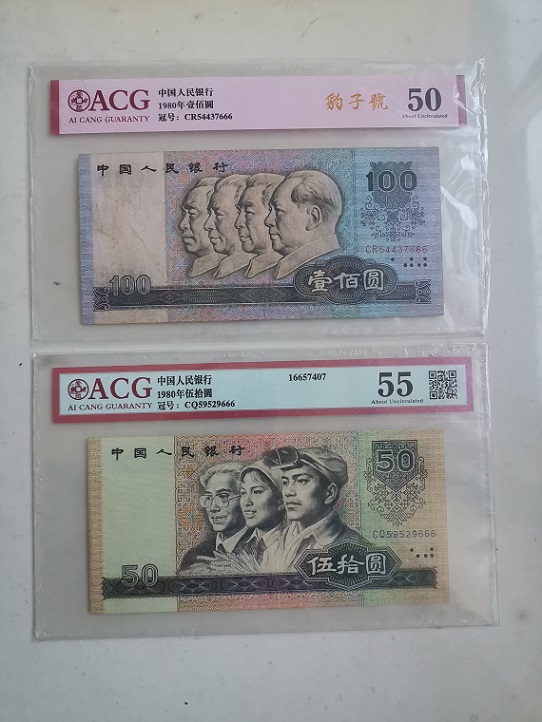 ACG
AI CANG GUARANTY
中国人民银行
1980年壹佰圆
冠号：CR54437666
豹子號
50
About Uncirculated
中国人民银行
100
CR54437666
100
壹佰圆
ACG
AI CANG GUARANTY
中国人民银行
1980年伍拾圆
冠号：CQ59529666
16657407
55
About Uncirculated
中国人民银行
50
CQ59529666
50
伍拾圆